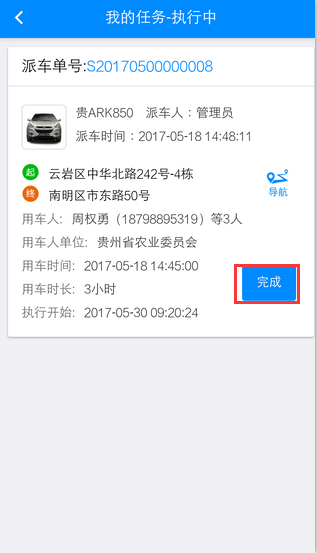 我的任务-执行中
派车单号:S20170500000008
贵ARK850 派车人：管理员
派车时间：2017-05-18 14:48:11
起 云岩区中华北路242号-4栋
终 南明区市东路50号
导航
用车人: 周权勇（18798895319）等3人
用车人单位: 贵州省农业委员会
用车时间: 2017-05-18 14:45:00
用车时长: 3小时
完成
执行开始: 2017-05-30 09:20:24